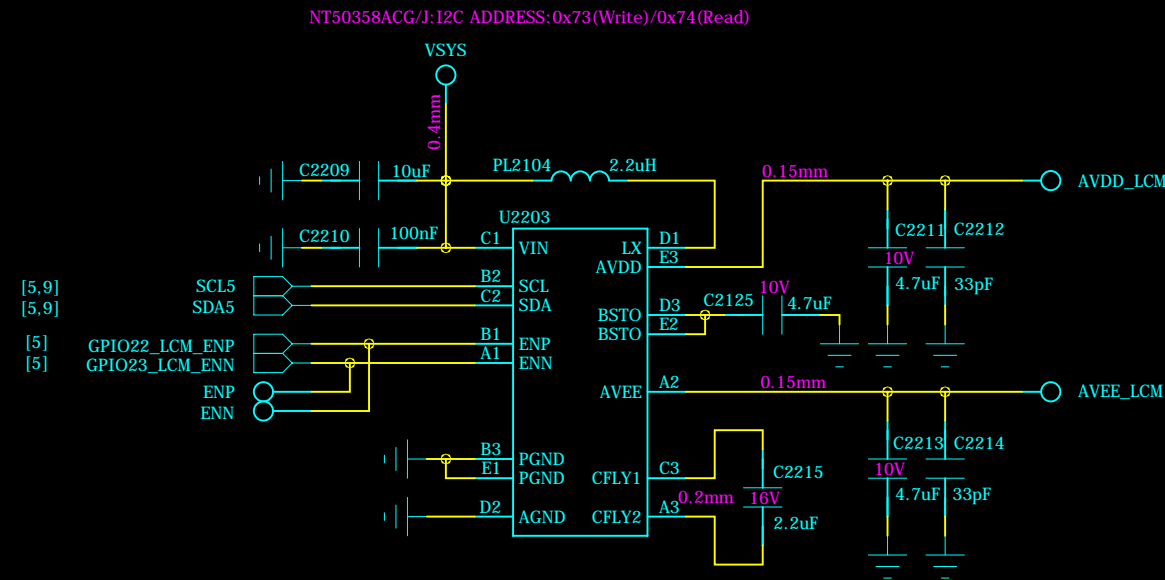 NT50358ACG/J:I2C ADDRESS:0x73(Write)/0x74(Read)
VSYS
0.4mm
C2209 10uF PL2104 2.2uH 0.15mm AVDD_LCM
U2203
C2210 100nF C1 VIN LX D1 C2211 C2212
AVDD E3 10V
[5,9] SCL5 B2 SCL 4.7uF 33pF
[5,9] SDA5 C2 SDA BSTO D3 C2125 10V 4.7uF
BSTO E2
[5] GPIO22_LCM_ENP B1 ENP
[5] GPIO23_LCM_ENN A1 ENN
ENP AVEE A2 0.15mm AVEE_LCM
ENN
C2213 C2214
B3 PGND 10V
E1 PGND CFLY1 C3 C2215 4.7uF 33pF
0.2mm 16V
D2 AGND CFLY2 A3 2.2uF